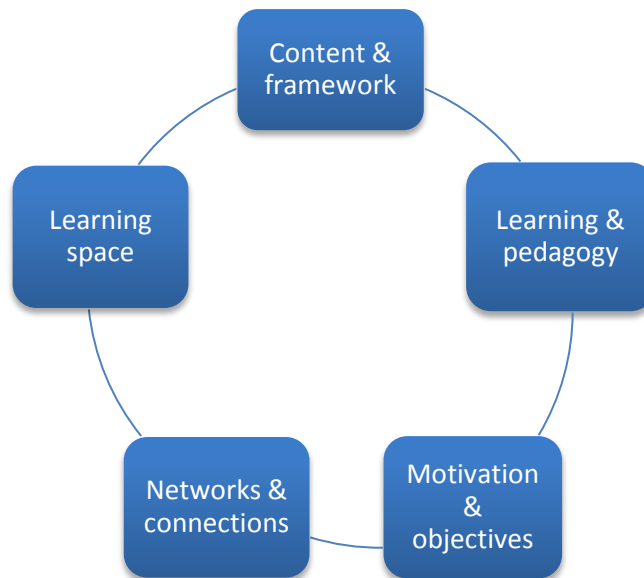 Content &
framework
Learning &
pedagogy
Motivation
&
objectives
Networks &
connections
Learning
space